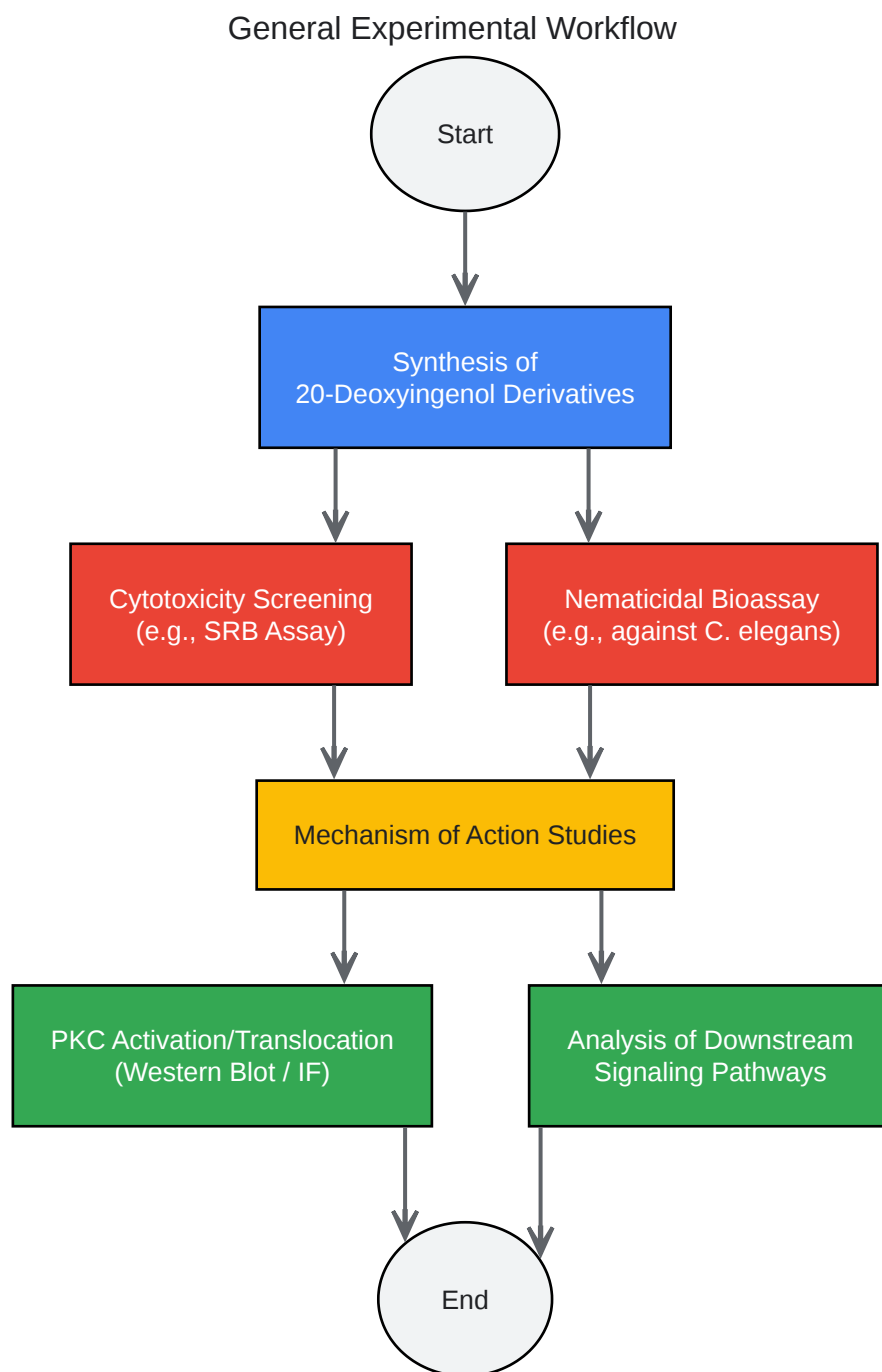 General Experimental Workflow
Start
Synthesis of
20-Deoxyingenol Derivatives
Cytotoxicity Screening
(e.g., SRB Assay)
Nematicidal Bioassay
(e.g., against C. elegans)
Mechanism of Action Studies
PKC Activation/Translocation
(Western Blot / IF)
Analysis of Downstream
Signaling Pathways
End